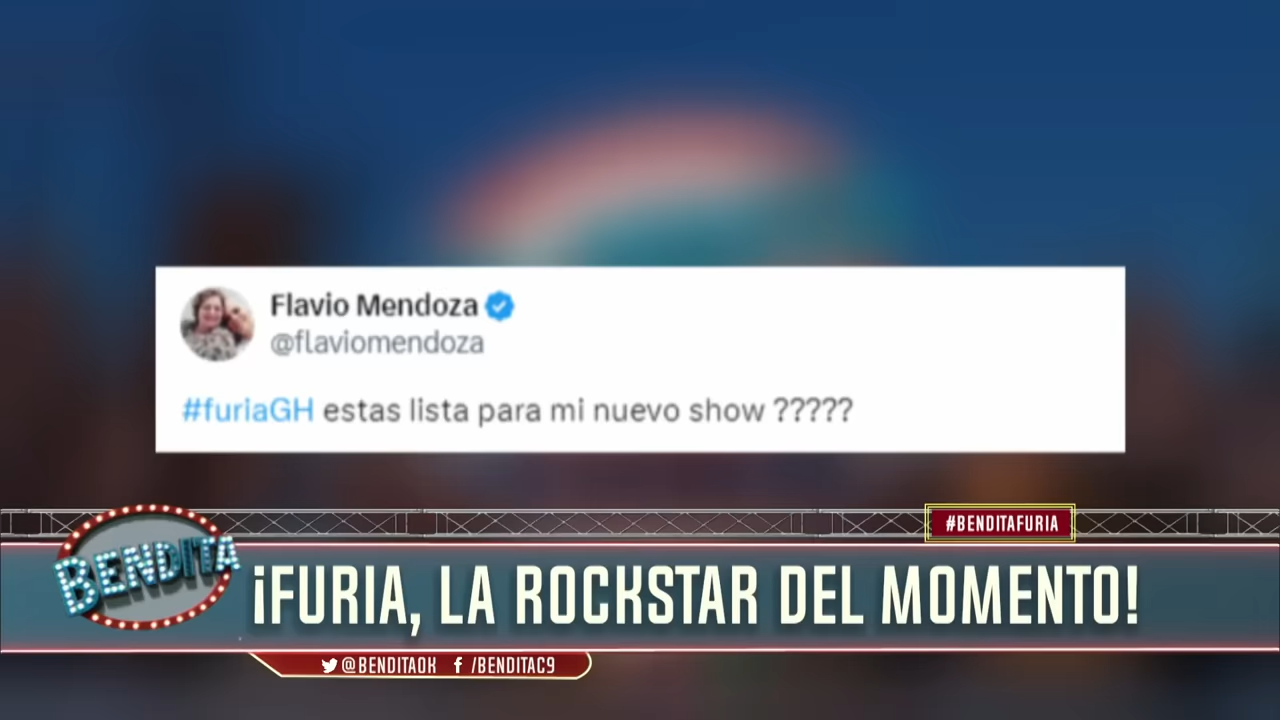 Flavio Mendoza
@flaviomendoza
#furiaGH estas lista para mi nuevo show ?????
#BENDITAFURIA
BENDITA
¡FURIA, LA ROCKSTAR DEL MOMENTO!
@BENDITAOK /BENDITAC9